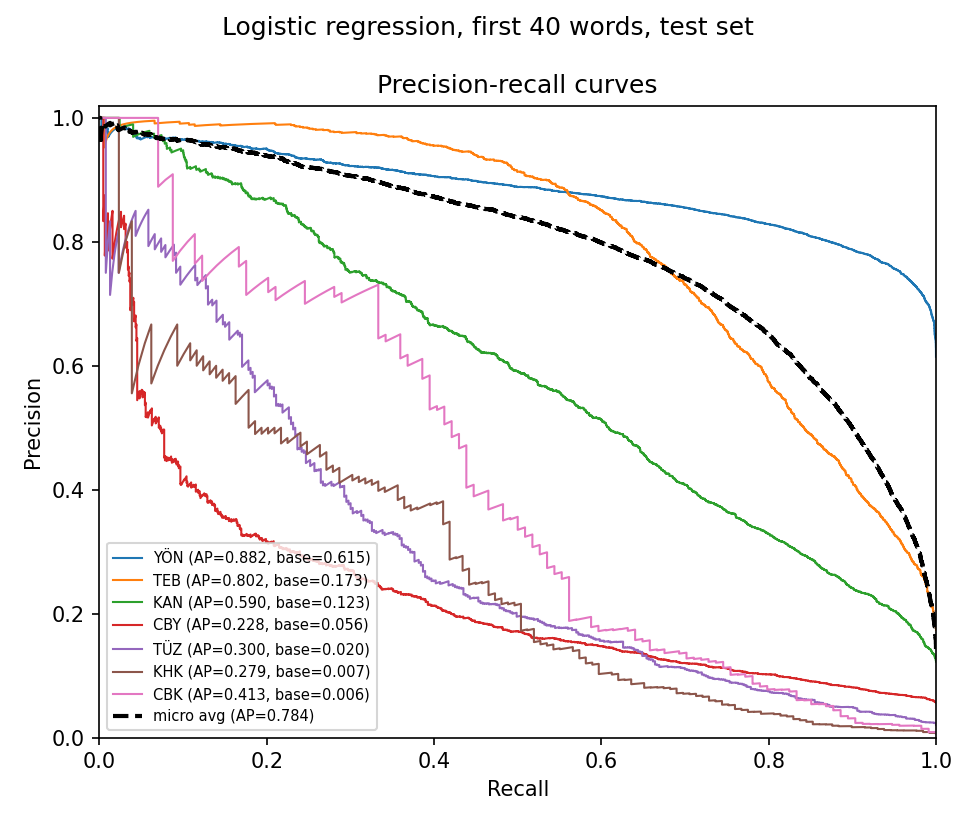 Logistic regression, first 40 words, test set
Precision-recall curves
1.0
0.8
0.6
0.4
0.2
0.0
Precision
YÖN (AP=0.882, base=0.615)
TEB (AP=0.802, base=0.173)
KAN (AP=0.590, base=0.123)
CBY (AP=0.228, base=0.056)
TÜZ (AP=0.300, base=0.020)
KHK (AP=0.279, base=0.007)
CBK (AP=0.413, base=0.006)
micro avg (AP=0.784)
0.0 0.2 0.4 0.6 0.8 1.0
Recall